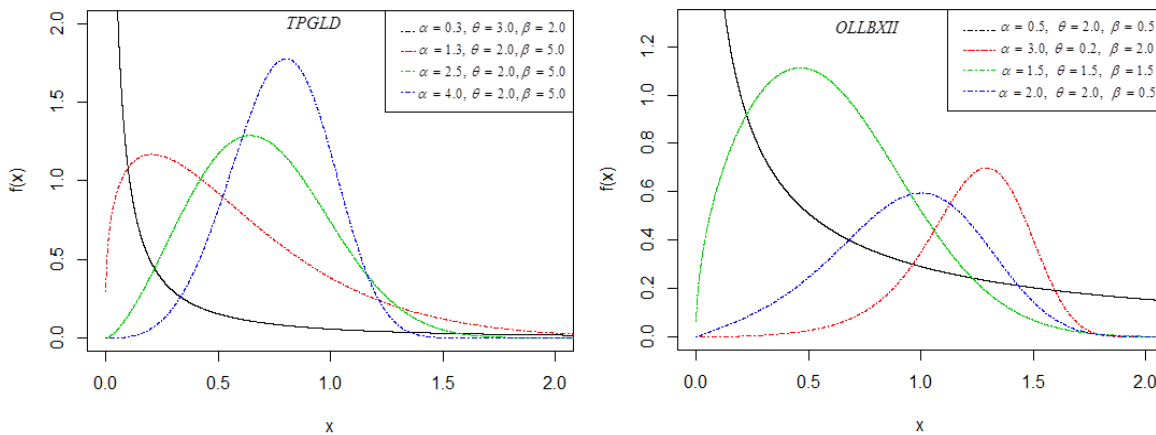 TPGLD
α = 0.3, θ = 3.0, β = 2.0
α = 1.3, θ = 2.0, β = 5.0
α = 2.5, θ = 2.0, β = 5.0
α = 4.0, θ = 2.0, β = 5.0
f(x)
2.0
1.5
1.0
0.5
0.0
0.0 0.5 1.0 1.5 2.0
x
OLLBXII
α = 0.5, θ = 2.0, β = 0.5
α = 3.0, θ = 0.2, β = 2.0
α = 1.5, θ = 1.5, β = 1.5
α = 2.0, θ = 2.0, β = 0.5
f(x)
1.2
1.0
0.8
0.6
0.4
0.2
0.0
0.0 0.5 1.0 1.5 2.0
x